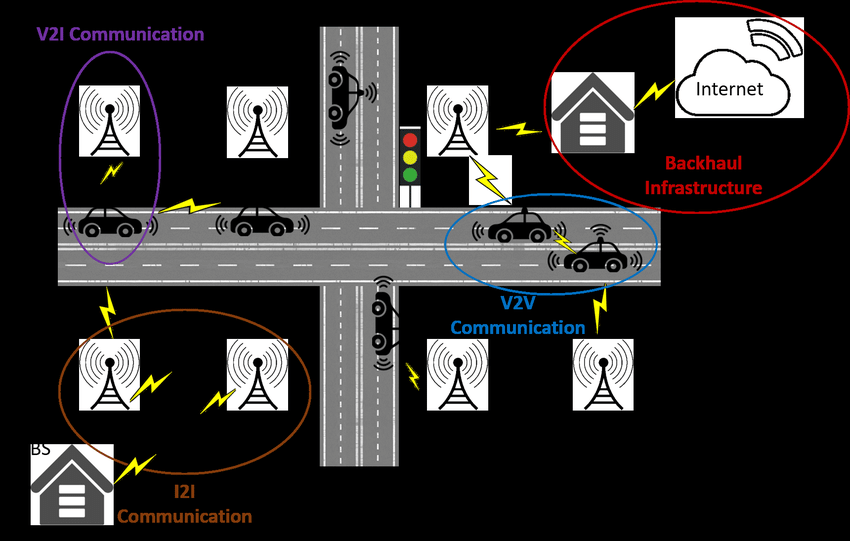 V2I Communication
Internet
Backhaul
Infrastructure
V2V
Communication
BS
I2I
Communication